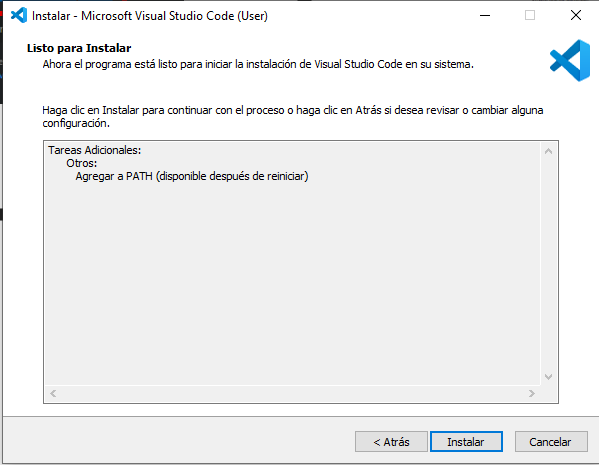 Instalar - Microsoft Visual Studio Code (User)
Listo para Instalar
Ahora el programa está listo para iniciar la instalación de Visual Studio Code en su sistema.
Haga clic en Instalar para continuar con el proceso o haga clic en Atrás si desea revisar o cambiar alguna
configuración.
Tareas Adicionales:
Otros:
Agregar a PATH (disponible después de reiniciar)
< Atrás
Instalar
Cancelar